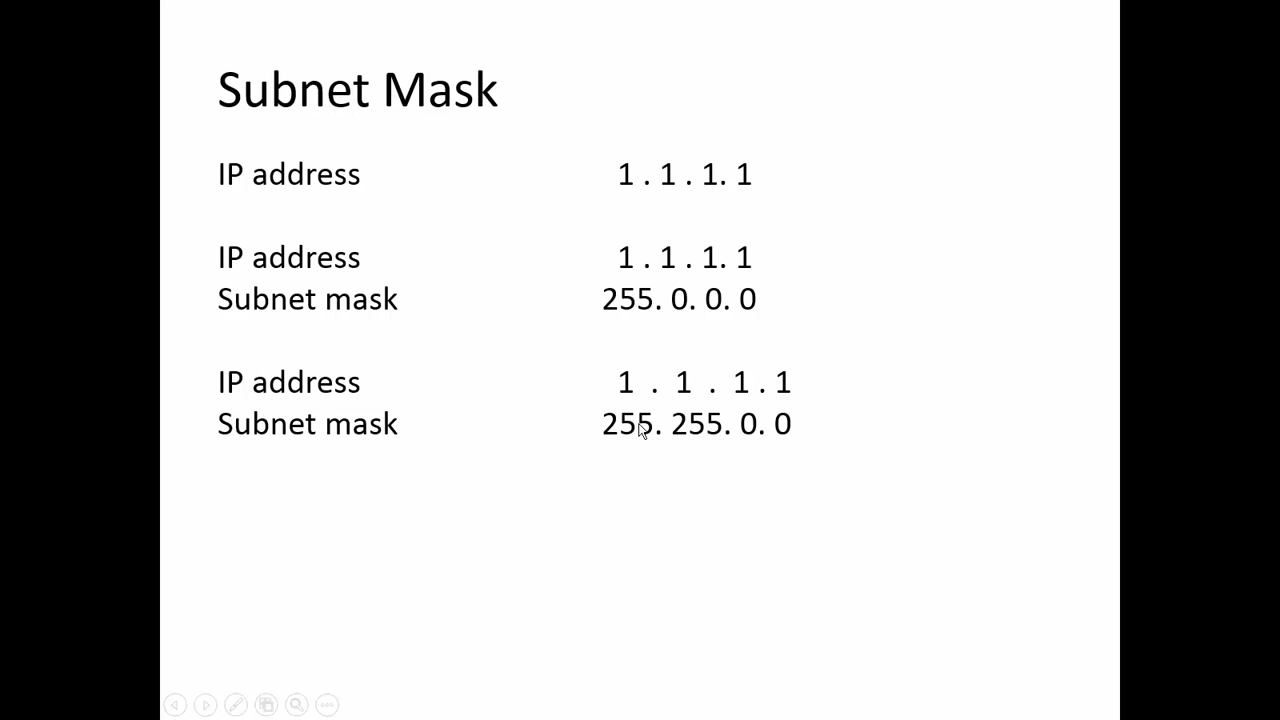 Subnet Mask
IP address 1 . 1 . 1. 1
IP address 1 . 1 . 1. 1
Subnet mask 255. 0. 0. 0
IP address 1 . 1 . 1 . 1
Subnet mask 255. 255. 0. 0